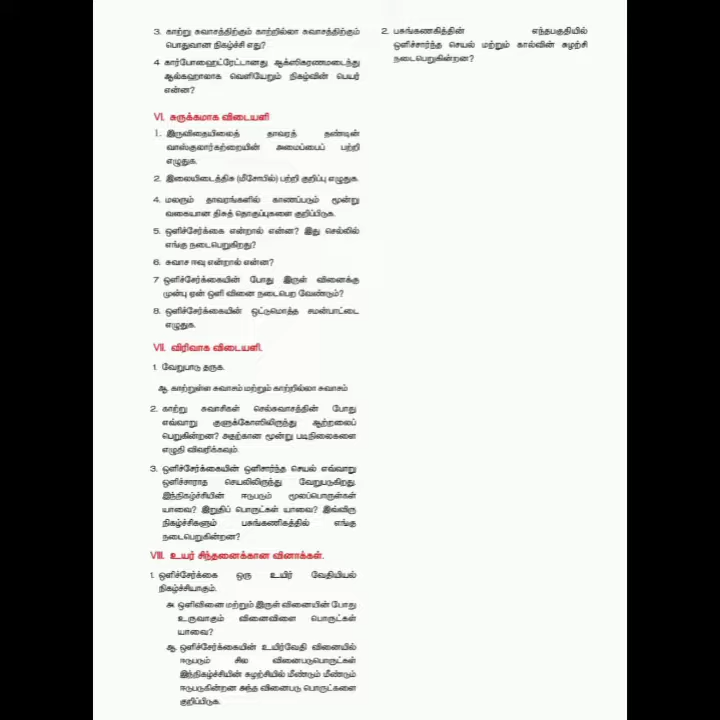 3. காற்று சுவாசத்திற்கும் காற்றில்லா சுவாசத்திற்கும்
பொதுவான நிகழ்ச்சி எது?
4. கார்போஹைட்ரேட்டானது ஆக்ஸிகரணமடைந்து
ஆல்கஹாலாக வெளியேறும் நிகழ்வின் பெயர்
என்ன?
VI. சுருக்கமாக விடையளி
1. இருவிதையிலைத் தாவரத் தண்டின்
வாஸ்குலார்கற்றையின் அமைப்பைப் பற்றி
எழுதுக.
2. இலையிடைத்திசு (மீசோபில்) பற்றி குறிப்பு எழுதுக.
4. மலரும் தாவரங்களில் காணப்படும் மூன்று
வகையான திசுத் தொகுப்புகளை குறிப்பிடுக.
5. ஒளிச்சேர்க்கை என்றால் என்ன? இது செல்லில்
எங்கு நடைபெறுகிறது?
6. சுவாச ஈவு என்றால் என்ன?
7 ஒளிச்சேர்க்கையின் போது இருள் வினைக்கு
முன்பு ஏன் ஒளி வினை நடைபெற வேண்டும்?
8. ஒளிச்சேர்க்கையின் ஒட்டுமொத்த சமன்பாட்டை
எழுதுக.
VII. விரிவாக விடையளி.
1. வேறுபாடு தருக.
ஆ. காற்றுள்ள சுவாசம் மற்றும் காற்றில்லா சுவாசம்
2. காற்று சுவாசிகள் செல்சுவாசத்தின் போது
எவ்வாறு குளுக்கோஸிலிருந்து ஆற்றலைப்
பெறுகின்றன? அதற்கான மூன்று படிநிலைகளை
எழுதி விவரிக்கவும்.
3. ஒளிச்சேர்க்கையின் ஒளிசார்ந்த செயல் எவ்வாறு
ஒளிச்சாராத செயலிலிருந்து வேறுபடுகிறது.
இந்நிகழ்ச்சியின் ஈடுபடும் மூலப்பொருள்கள்
யாவை? இறுதிப் பொருட்கள் யாவை? இவ்விரு
நிகழ்ச்சிகளும் பசுங்கணிகத்தில் எங்கு
நடைபெறுகின்றன?
VIII. உயர் சிந்தனைக்கான வினாக்கள்.
1. ஒளிச்சேர்க்கை ஒரு உயிர் வேதியியல்
நிகழ்ச்சியாகும்.
அ. ஒளிவினை மற்றும் இருள் வினையின் போது
உருவாகும் வினைவிளை பொருட்கள்
யாவை?
ஆ. ஒளிச்சேர்க்கையின் உயிர்வேதி வினையில்
ஈடுபடும் சில வினைபடுபொருட்கள்
இந்நிகழ்ச்சியின் சுழற்சியில் மீண்டும் மீண்டும்
ஈடுபடுகின்றன அந்த வினைபடு பொருட்களை
குறிப்பிடுக.
2. பசுங்கணகித்தின் எந்தபகுதியில்
ஒளிச்சார்ந்த செயல் மற்றும் கால்வின் சுழற்சி
நடைபெறுகின்றன?